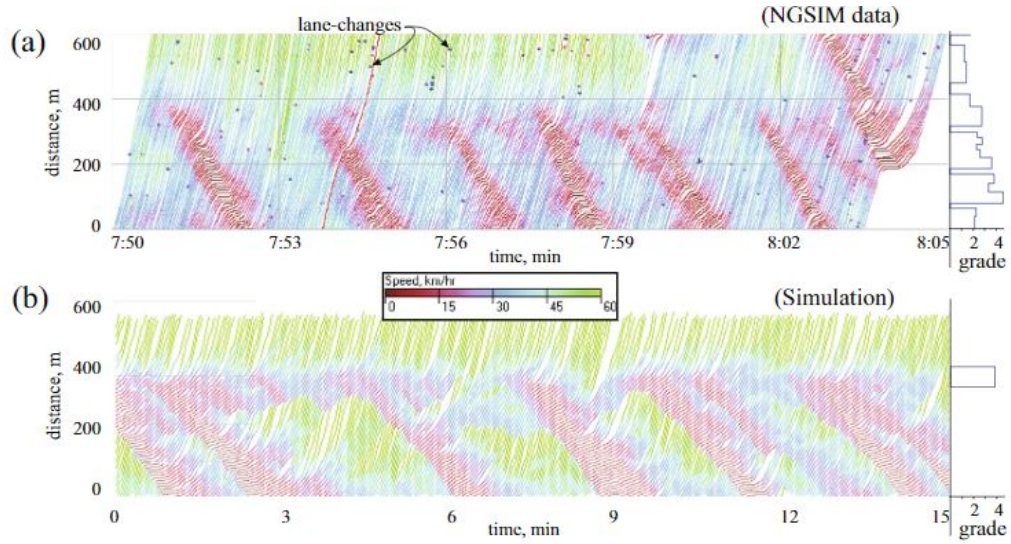 (a)
lane-changes
(NGSIM data)
distance, m
600
400
200
0
7:50 7:53 7:56 7:59 8:02 8:05
time, min
2 4
grade
(b)
Speed, km/hr
0 15 30 45 60
(Simulation)
distance, m
600
400
200
0
0 3 6 9 12 15
time, min
2 4
grade